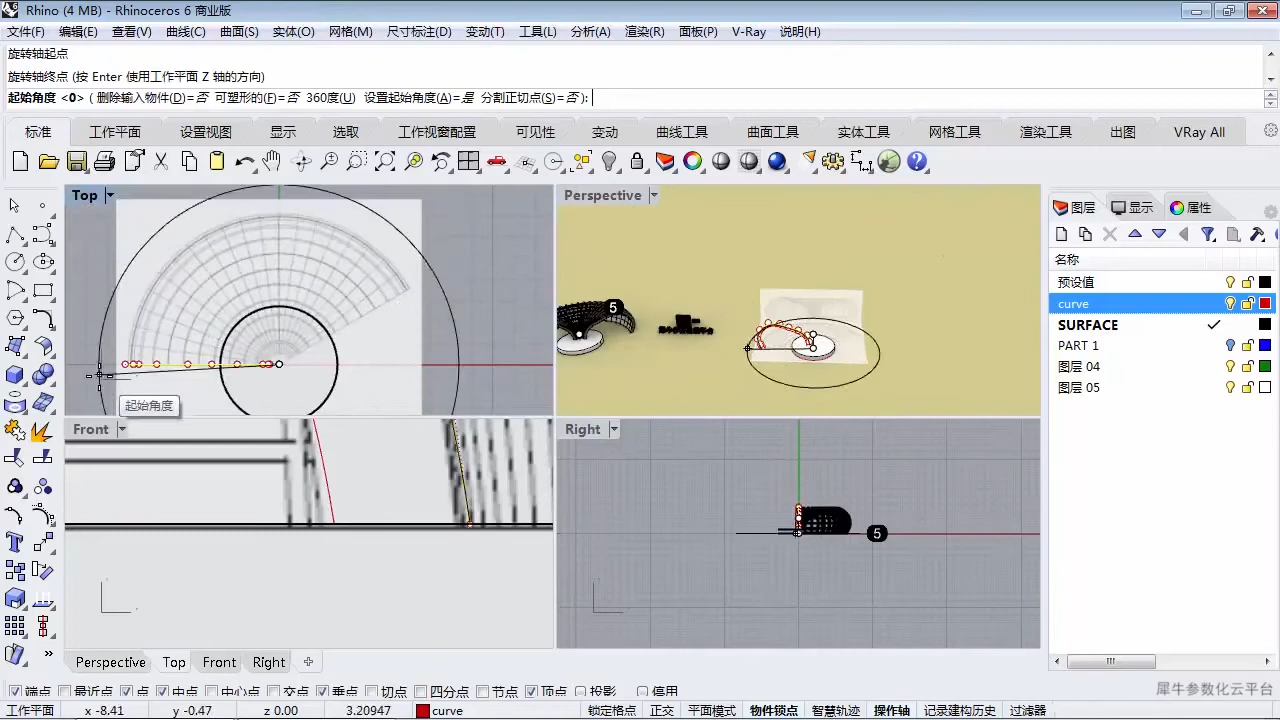 Rhino (4 MB) - Rhinoceros 6 商业版
文件(F) 编辑(E) 查看(V) 曲线(C) 曲面(S) 实体(O) 网格(M) 尺寸标注(D) 变动(T) 工具(L) 分析(A) 渲染(R) 面板(P) V-Ray 说明(H)
旋转轴起点
旋转轴终点 (按 Enter 使用工作平面 Z 轴的方向)
起始角度 <0> ( 删除输入物件(D)=否 可塑形的(F)=否 360度(U) 设置起始角度(A)=是 分割正切点(S)=否 ):
标准 工作平面 设置视图 显示 选取 工作视窗配置 可见性 变动 曲线工具 曲面工具 实体工具 网格工具 渲染工具 出图 VRay All
Top
Perspective
5
起始角度
Front
Right
5
图层 显示 属性
名称
预设值
curve
SURFACE
PART 1
图层 04
图层 05
Perspective Top Front Right
端点 最近点 点 中点 中心点 交点 垂点 切点 四分点 节点 顶点 投影 停用
犀牛参数化云平台
工作平面 x -8.41 y -0.47 z 0.00 3.20947 curve 锁定格点 正交 平面模式 物件锁点 智慧轨迹 操作轴 记录建构历史 过滤器